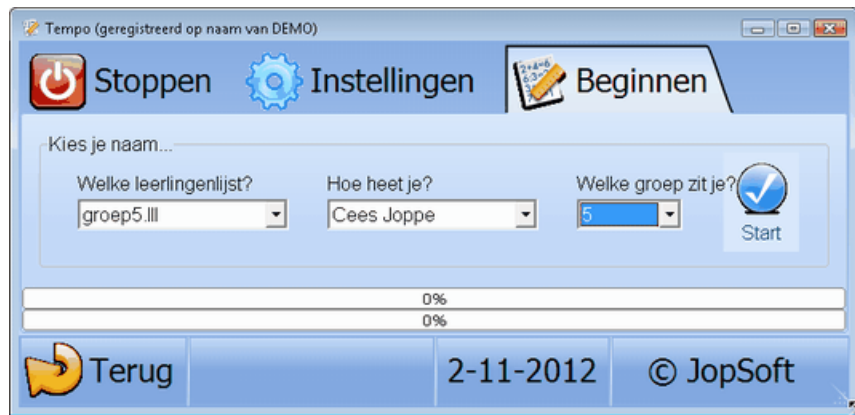 Tempo (geregistreerd op naam van DEMO)
Stoppen Instellingen Beginnen
Kies je naam...
Welke leerlingenlijst? Hoe heet je? Welke groep zit je?
groep5.lll Cees Joppe 5
Start
0%
0%
Terug 2-11-2012 © JopSoft